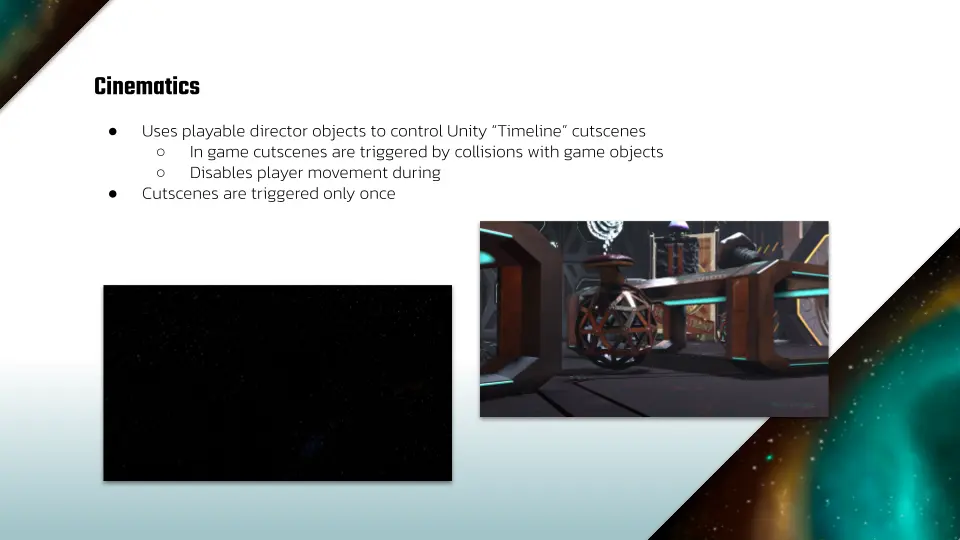 Cinematics
● Uses playable director objects to control Unity “Timeline” cutscenes
○ In game cutscenes are triggered by collisions with game objects
○ Disables player movement during
● Cutscenes are triggered only once